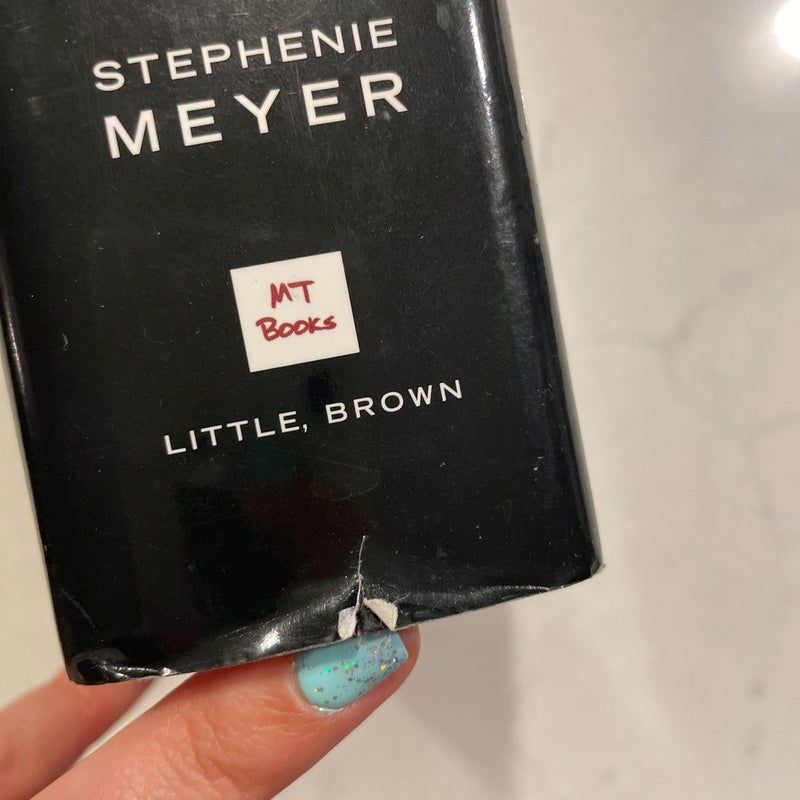 STEPHENIE
MEYER
MT
BOOKS
LITTLE, BROWN